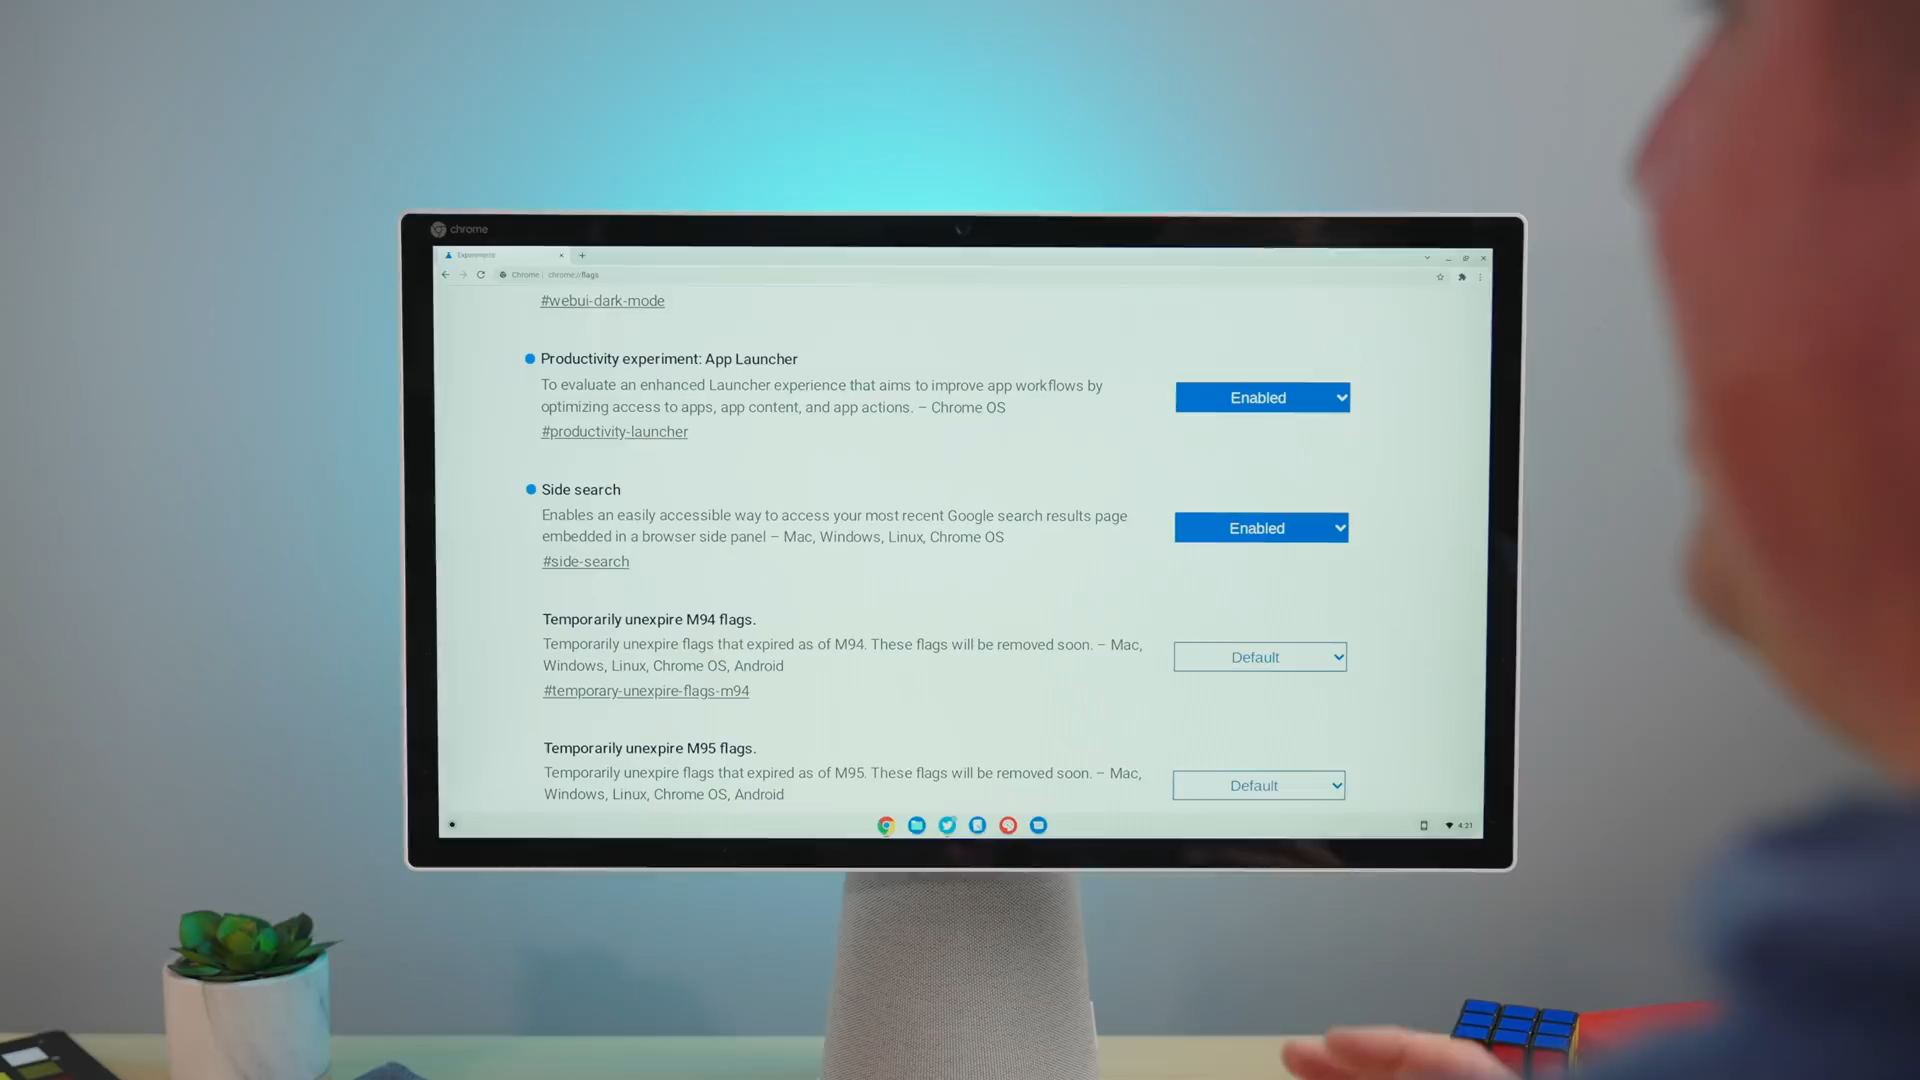 chrome
Experiments
Chrome | chrome://flags
#webui-dark-mode
Productivity experiment: App Launcher
To evaluate an enhanced Launcher experience that aims to improve app workflows by
optimizing access to apps, app content, and app actions. – Chrome OS
#productivity-launcher
Enabled
Side search
Enables an easily accessible way to access your most recent Google search results page
embedded in a browser side panel – Mac, Windows, Linux, Chrome OS
#side-search
Enabled
Temporarily unexpire M94 flags.
Temporarily unexpire flags that expired as of M94. These flags will be removed soon. – Mac,
Windows, Linux, Chrome OS, Android
#temporary-unexpire-flags-m94
Default
Temporarily unexpire M95 flags.
Temporarily unexpire flags that expired as of M95. These flags will be removed soon. – Mac,
Windows, Linux, Chrome OS, Android
Default
4:21